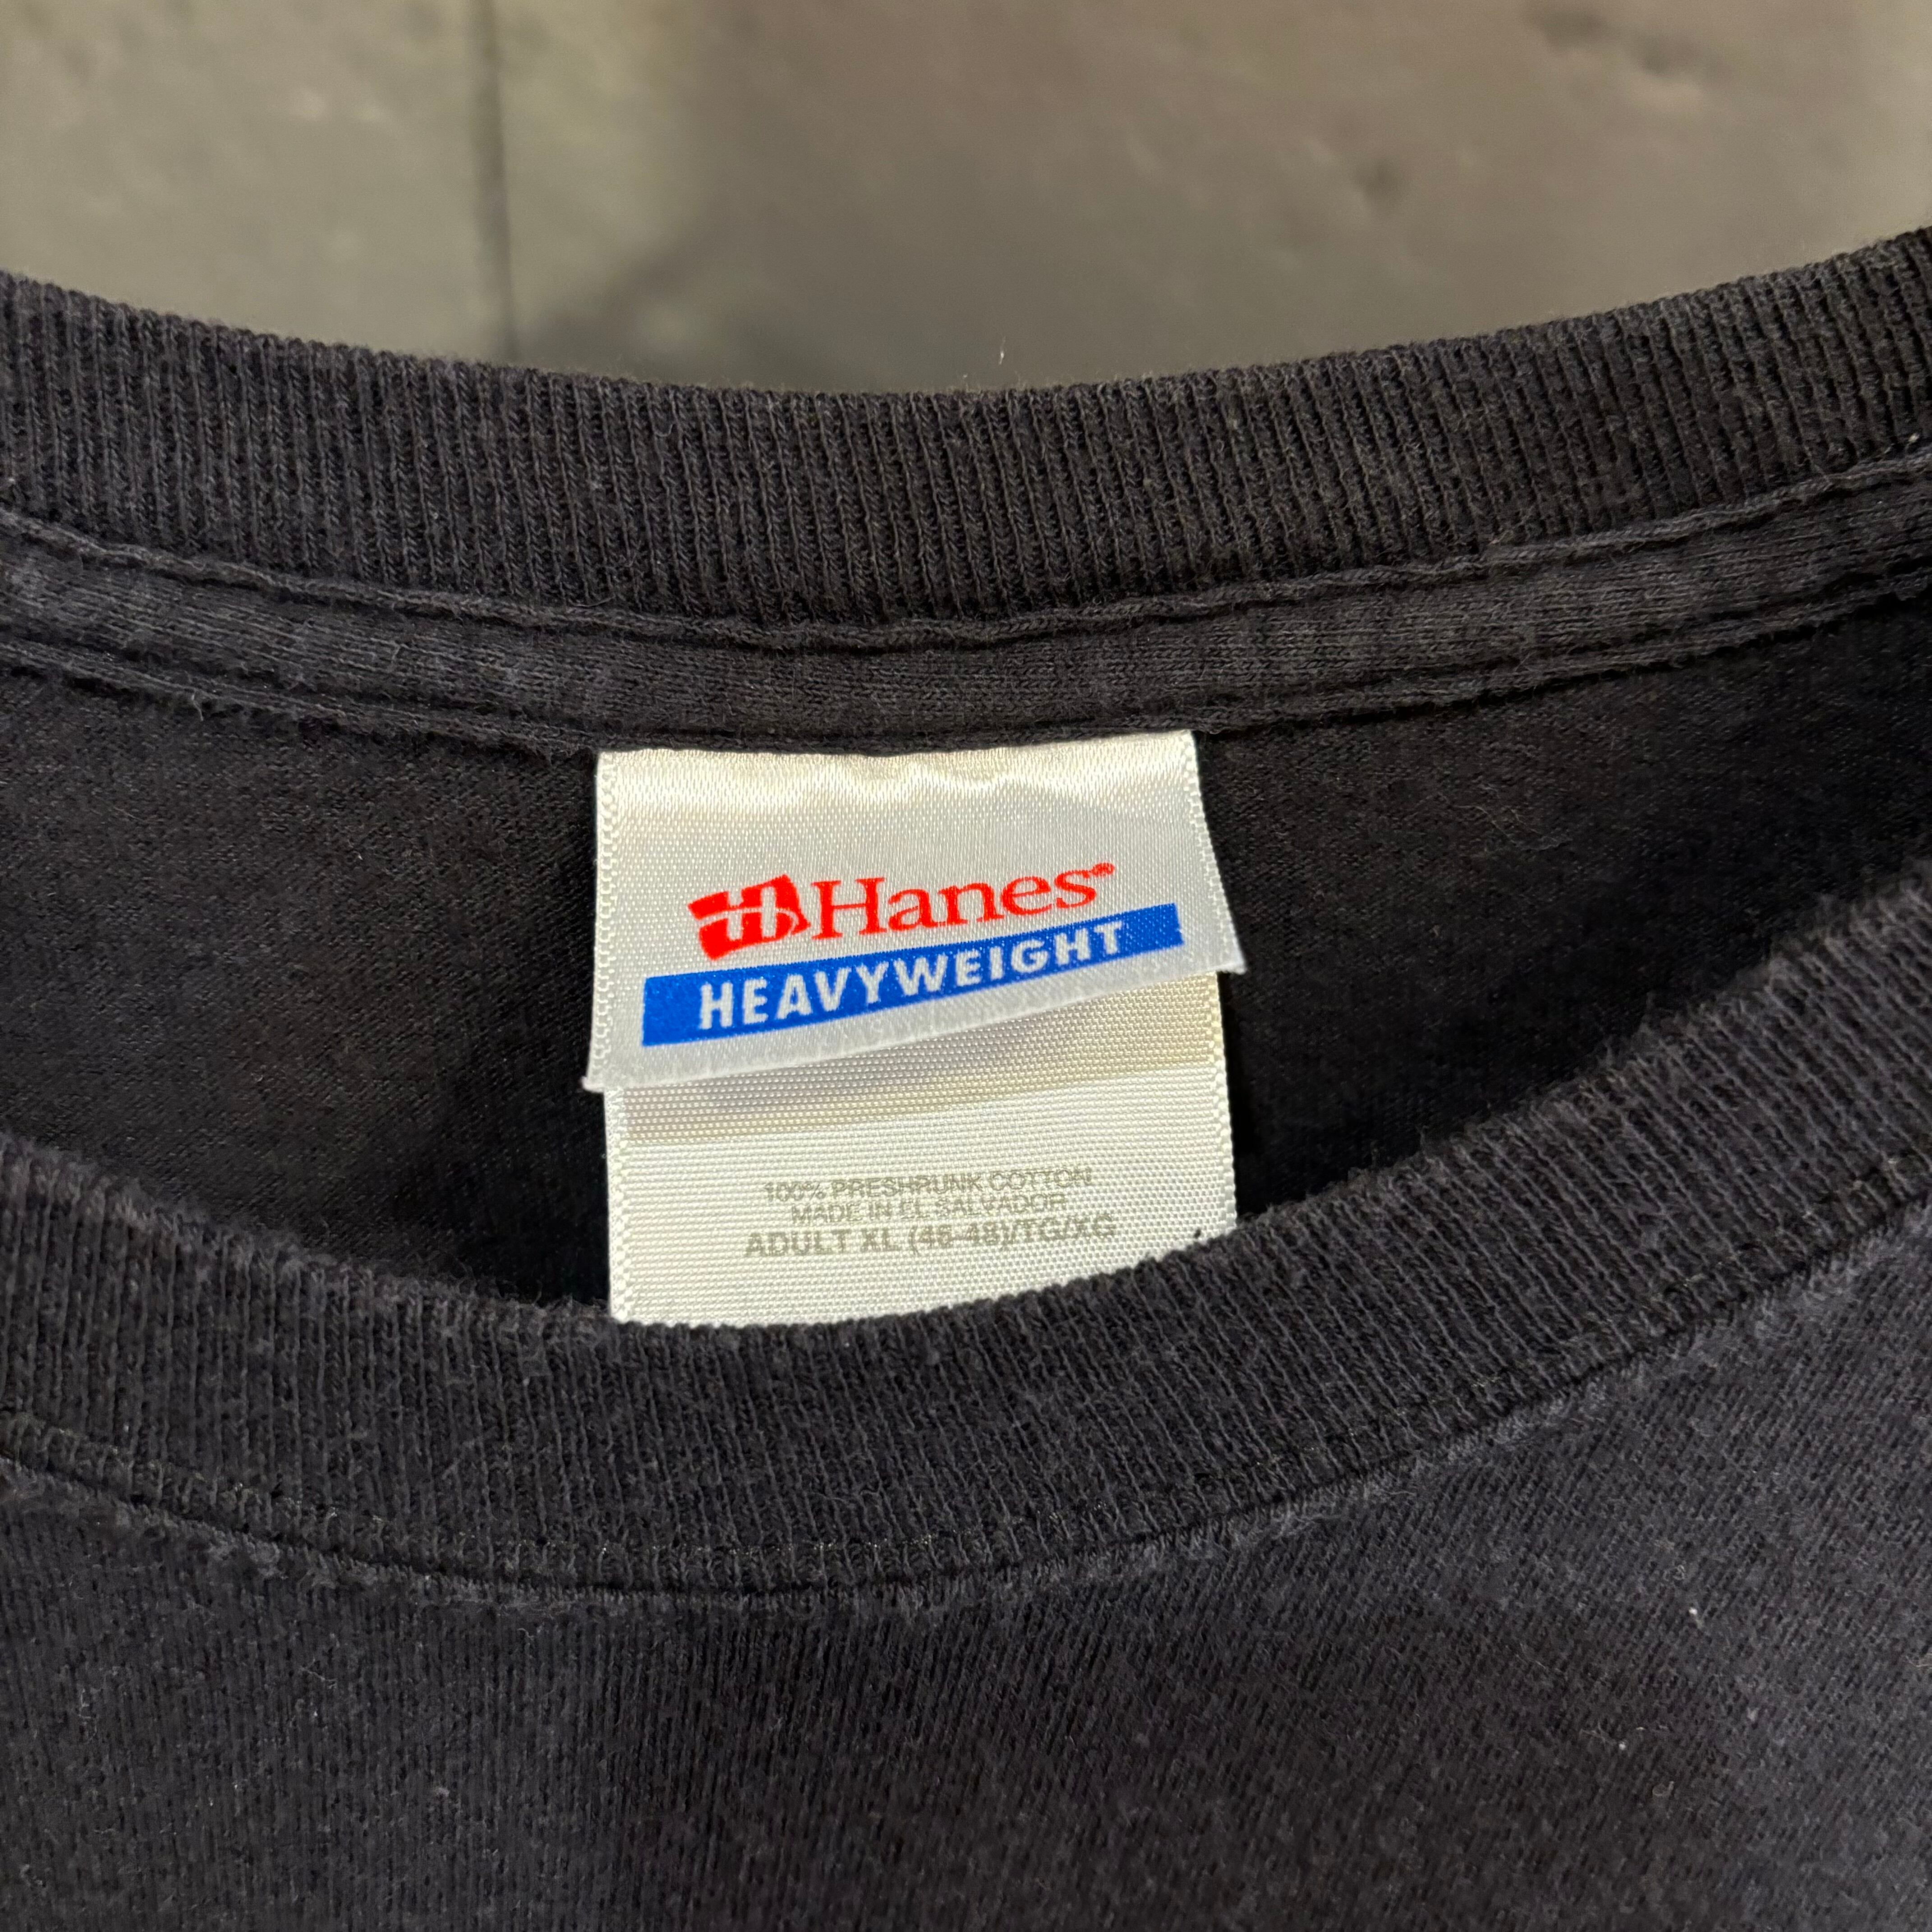 Hanes®
HEAVYWEIGHT
100% PRESHRUNK COTTON
MADE IN EL SALVADOR
ADULT XL (46-48)/TG/XG